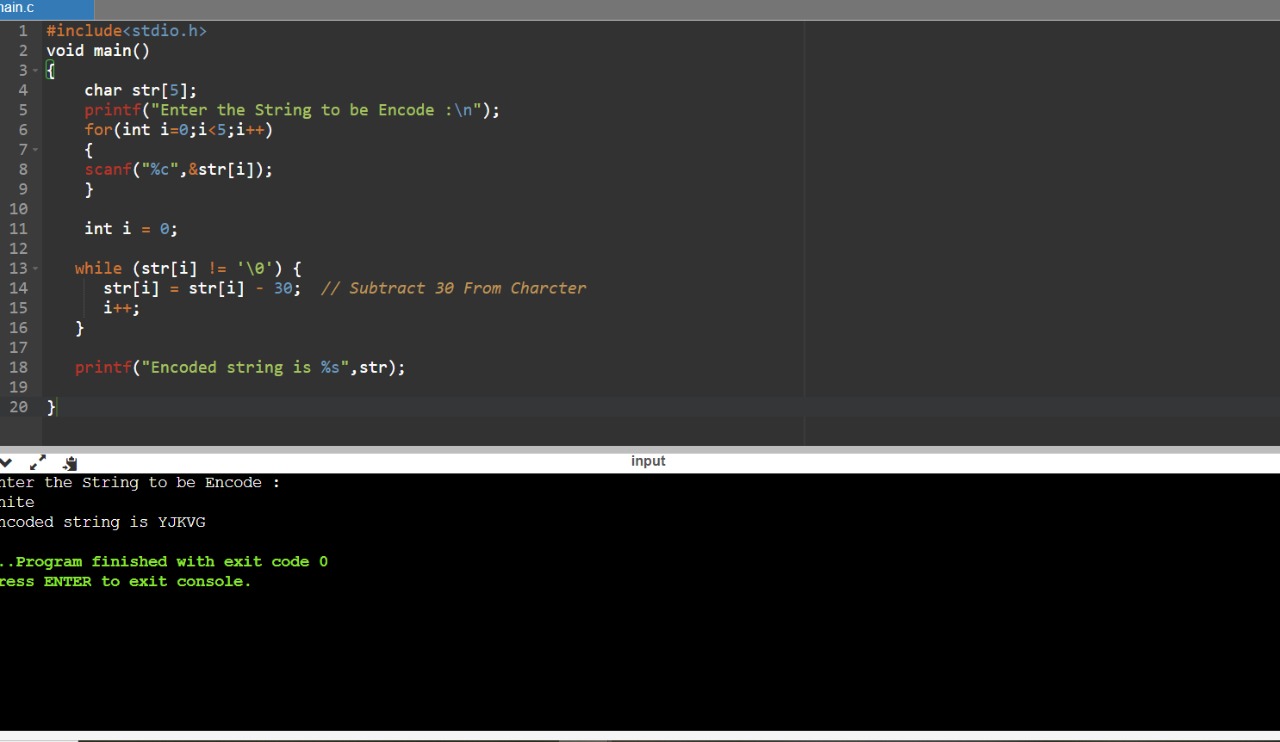 ain.c
1 #include<stdio.h>
2 void main()
3 {
4 char str[5];
5 printf("Enter the String to be Encode :\n");
6 for(int i=0;i<5;i++)
7 {
8 scanf("%c",&str[i]);
9 }
10
11 int i = 0;
12
13 while (str[i] != '\0') {
14 str[i] = str[i] - 30; // Subtract 30 From Charcter
15 i++;
16 }
17
18 printf("Encoded string is %s",str);
19
20 }
input
nter the String to be Encode :
hite
ncoded string is YJKVG
..Program finished with exit code 0
ress ENTER to exit console.